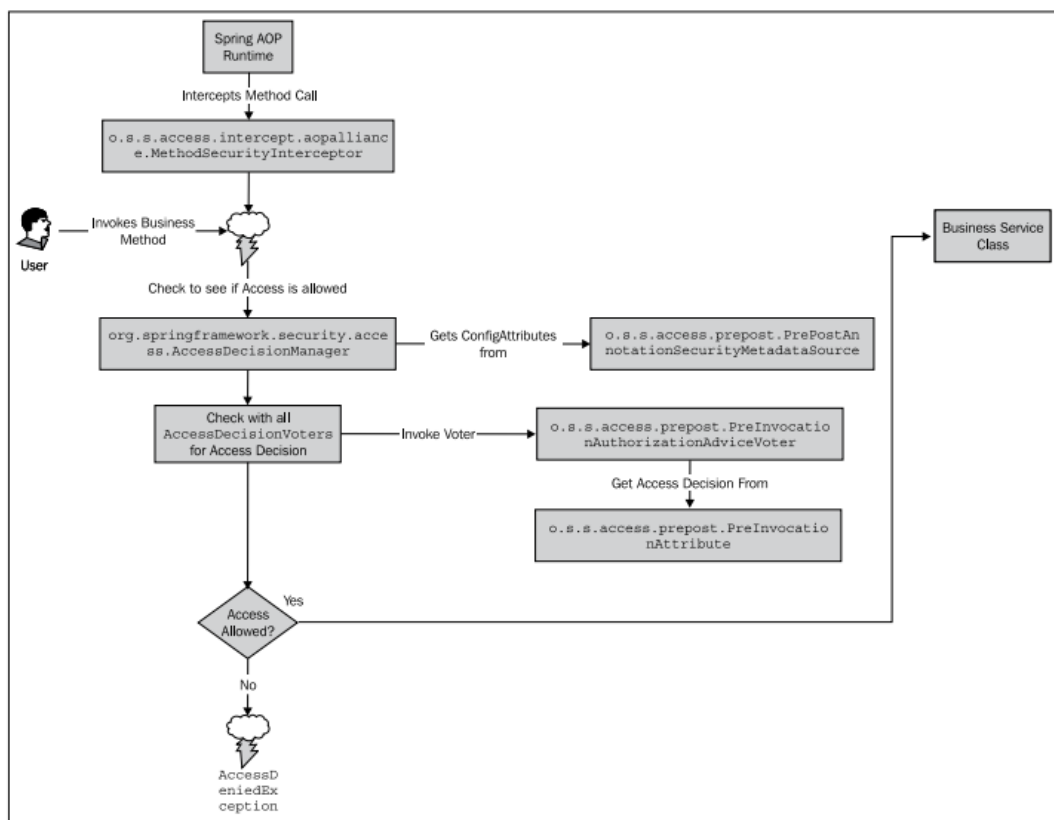 Spring AOP
Runtime
Intercepts Method Call
o.s.s.access.intercept.aopallianc
e.MethodSecurityInterceptor
Invokes Business
Method
User
Business Service
Class
Check to see if Access is allowed
org.springframework.security.acce
ss.AccessDecisionManager
Gets ConfigAttributes
from
o.s.s.access.prepost.PrePostAn
notationSecurityMetadataSource
Check with all
AccessDecisionVoters
for Access Decision
Invoke Voter
o.s.s.access.prepost.PreInvocatio
nAuthorizationAdviceVoter
Get Access Decision From
o.s.s.access.prepost.PreInvocatio
nAttribute
Yes
Access
Allowed?
No
AccessD
eniedEx
ception